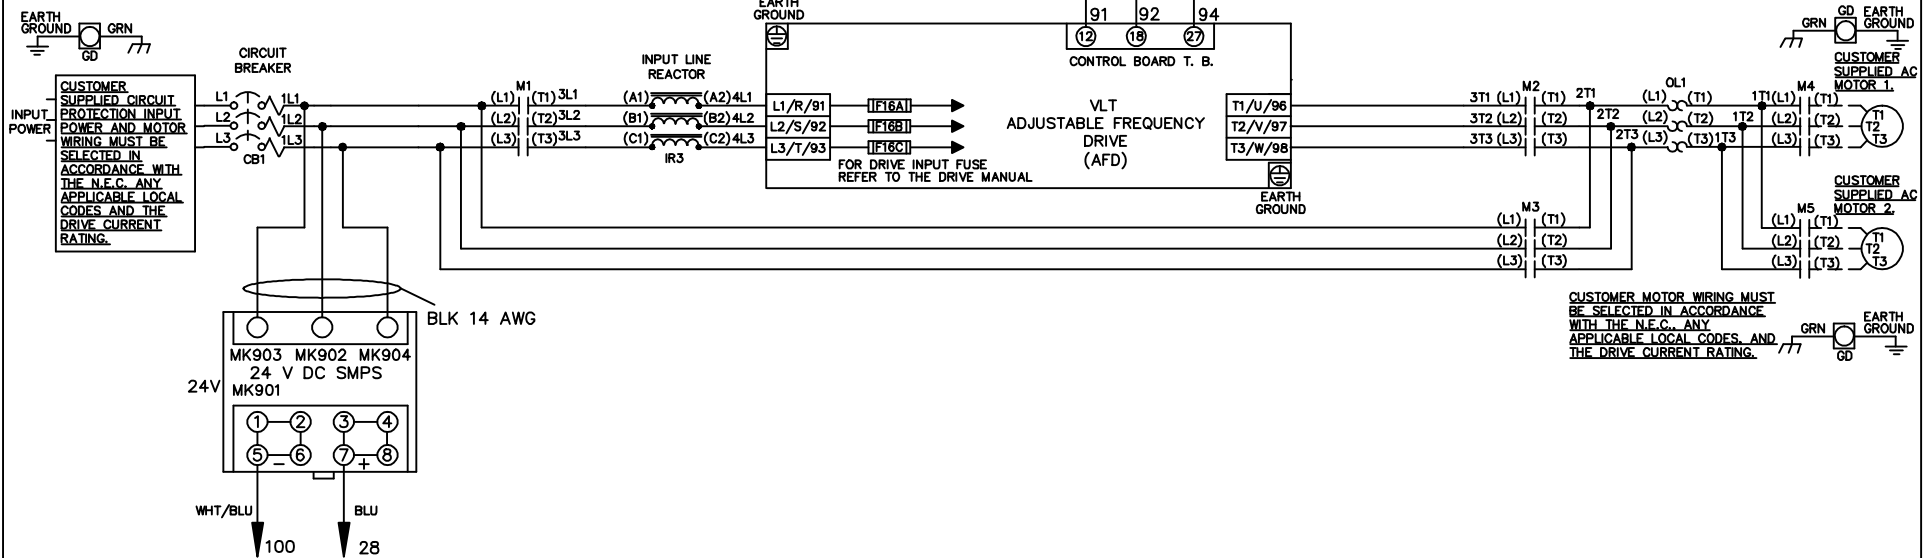 EARTH
GROUND
GRN
GD
CIRCUIT
BREAKER
INPUT
POWER
CUSTOMER
SUPPLIED CIRCUIT
PROTECTION INPUT
POWER AND MOTOR
WIRING MUST BE
SELECTED IN
ACCORDANCE WITH
THE N.E.C. ANY
APPLICABLE LOCAL
CODES AND THE
DRIVE CURRENT
RATING.
L1
L2
L3
1L1
1L2
1L3
CB1
M1
(L1) (T1) 3L1
(L2) (T2) 3L2
(L3) (T3) 3L3
INPUT LINE
REACTOR
(A1) (A2) 4L1
(B1) (B2) 4L2
(C1) (C2) 4L3
IR3
EARTH
GROUND
L1/R/91
L2/S/92
L3/T/93
F16A
F16B
F16C
FOR DRIVE INPUT FUSE
REFER TO THE DRIVE MANUAL
91 92 94
12 18 27
CONTROL BOARD T. B.
VLT
ADJUSTABLE FREQUENCY
DRIVE
(AFD)
T1/U/96
T2/V/97
T3/W/98
EARTH
GROUND
M2
3T1 (L1) (T1) 2T1
3T2 (L2) (T2) 2T2
3T3 (L3) (T3) 2T3
OL1
(L1) (T1) 1T1
(L2) (T2) 1T2
(L3) (T3) 1T3
M4
(L1) (T1)
(L2) (T2)
(L3) (T3)
T1
T2
T3
GRN
GD
EARTH
GROUND
CUSTOMER
SUPPLIED AC
MOTOR 1.
M3
(L1) (T1)
(L2) (T2)
(L3) (T3)
CUSTOMER
SUPPLIED AC
MOTOR 2.
M5
(L1) (T1)
(L2) (T2)
(L3) (T3)
T1
T2
T3
CUSTOMER MOTOR WIRING MUST
BE SELECTED IN ACCORDANCE
WITH THE N.E.C., ANY
APPLICABLE LOCAL CODES, AND
THE DRIVE CURRENT RATING.
GRN
GD
EARTH
GROUND
BLK 14 AWG
MK903 MK902 MK904
24 V DC SMPS
24V
MK901
1 2 3 4
5 6 7 8
- +
WHT/BLU
BLU
100
28